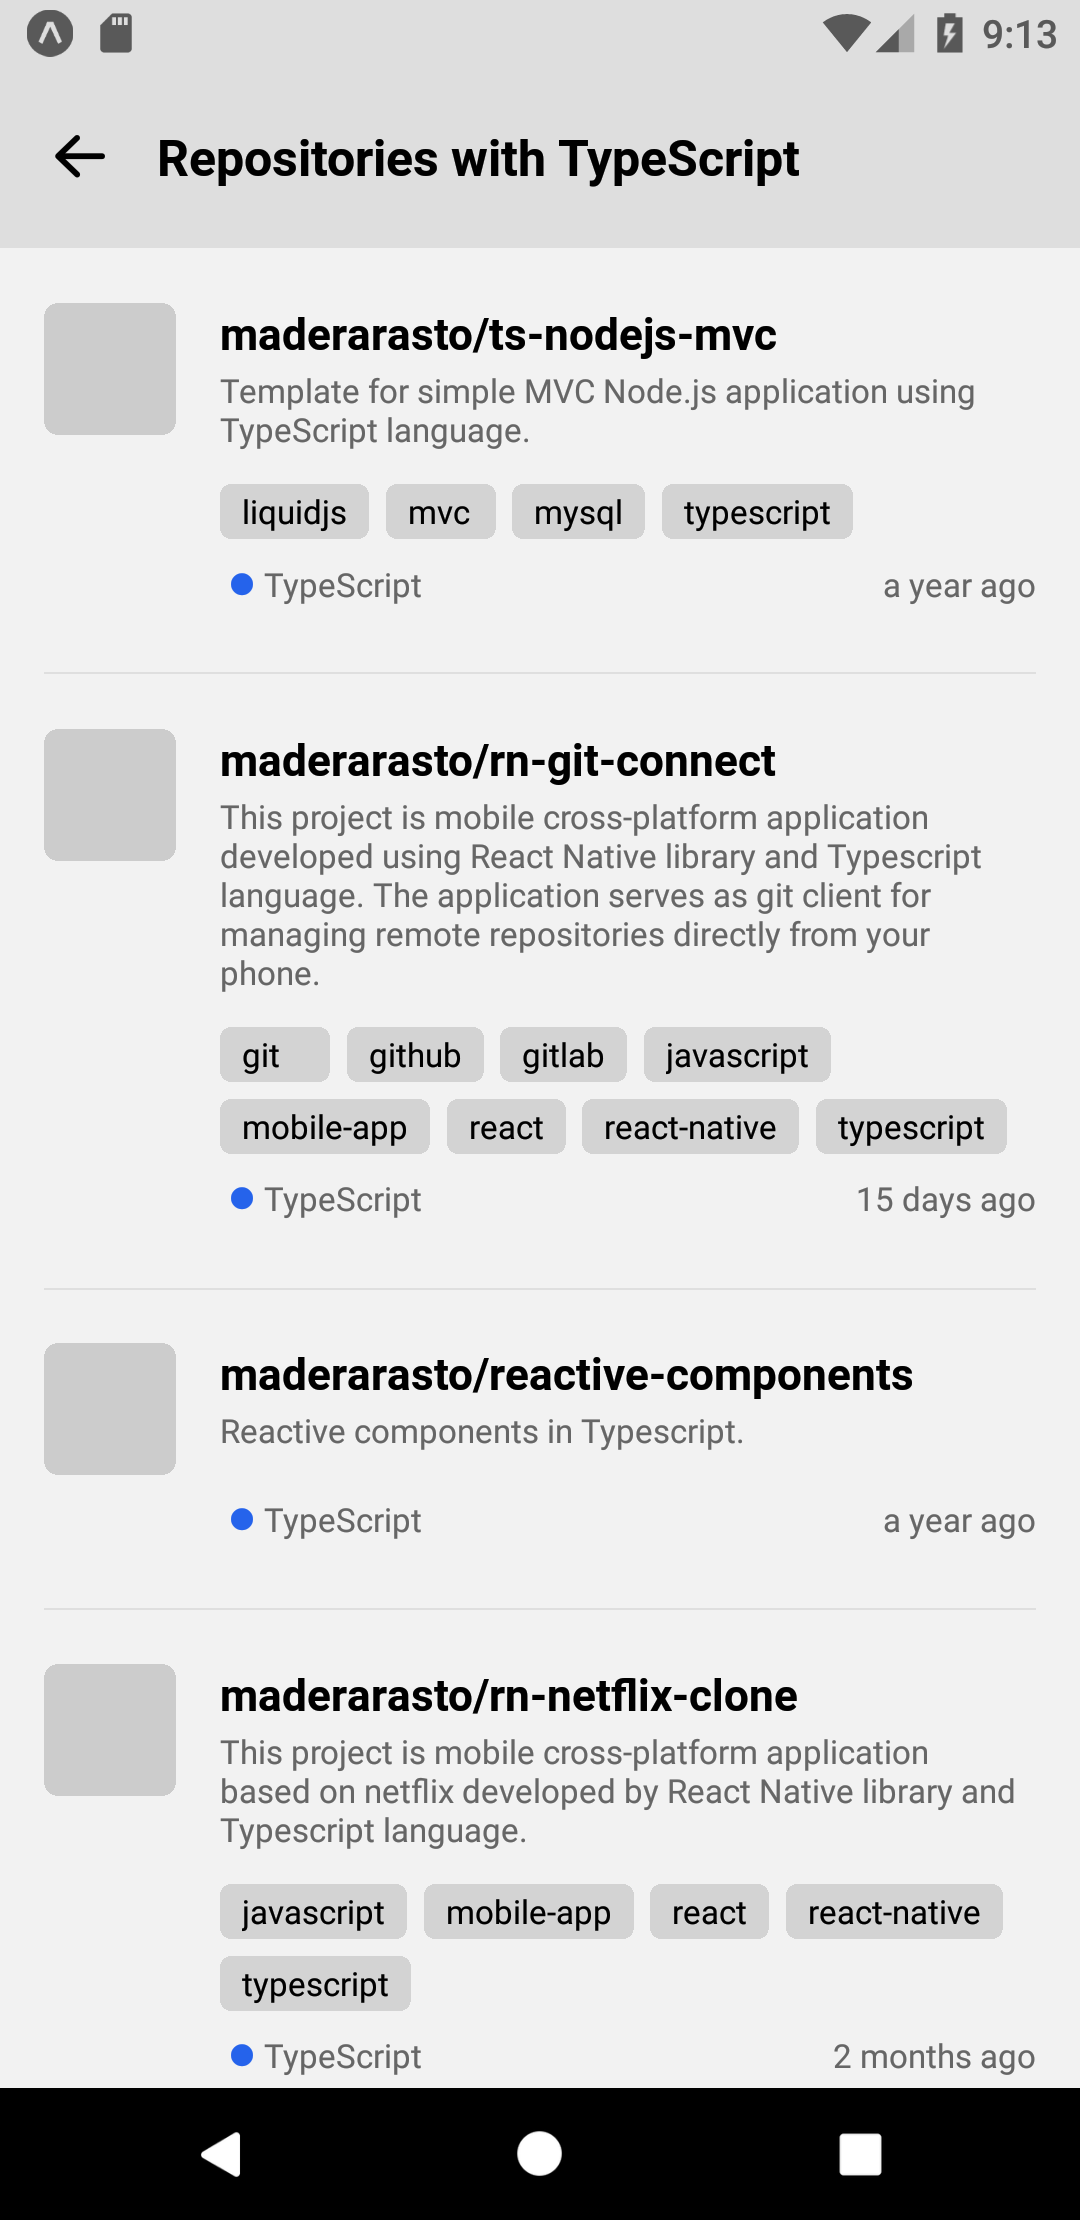 9:13
Repositories with TypeScript
maderarasto/ts-nodejs-mvc
Template for simple MVC Node.js application using
TypeScript language.
liquidjs mvc mysql typescript
TypeScript a year ago
maderarasto/rn-git-connect
This project is mobile cross-platform application
developed using React Native library and Typescript
language. The application serves as git client for
managing remote repositories directly from your
phone.
git github gitlab javascript
mobile-app react react-native typescript
TypeScript 15 days ago
maderarasto/reactive-components
Reactive components in Typescript.
TypeScript a year ago
maderarasto/rn-netflix-clone
This project is mobile cross-platform application
based on netflix developed by React Native library and
Typescript language.
javascript mobile-app react react-native
typescript
TypeScript 2 months ago